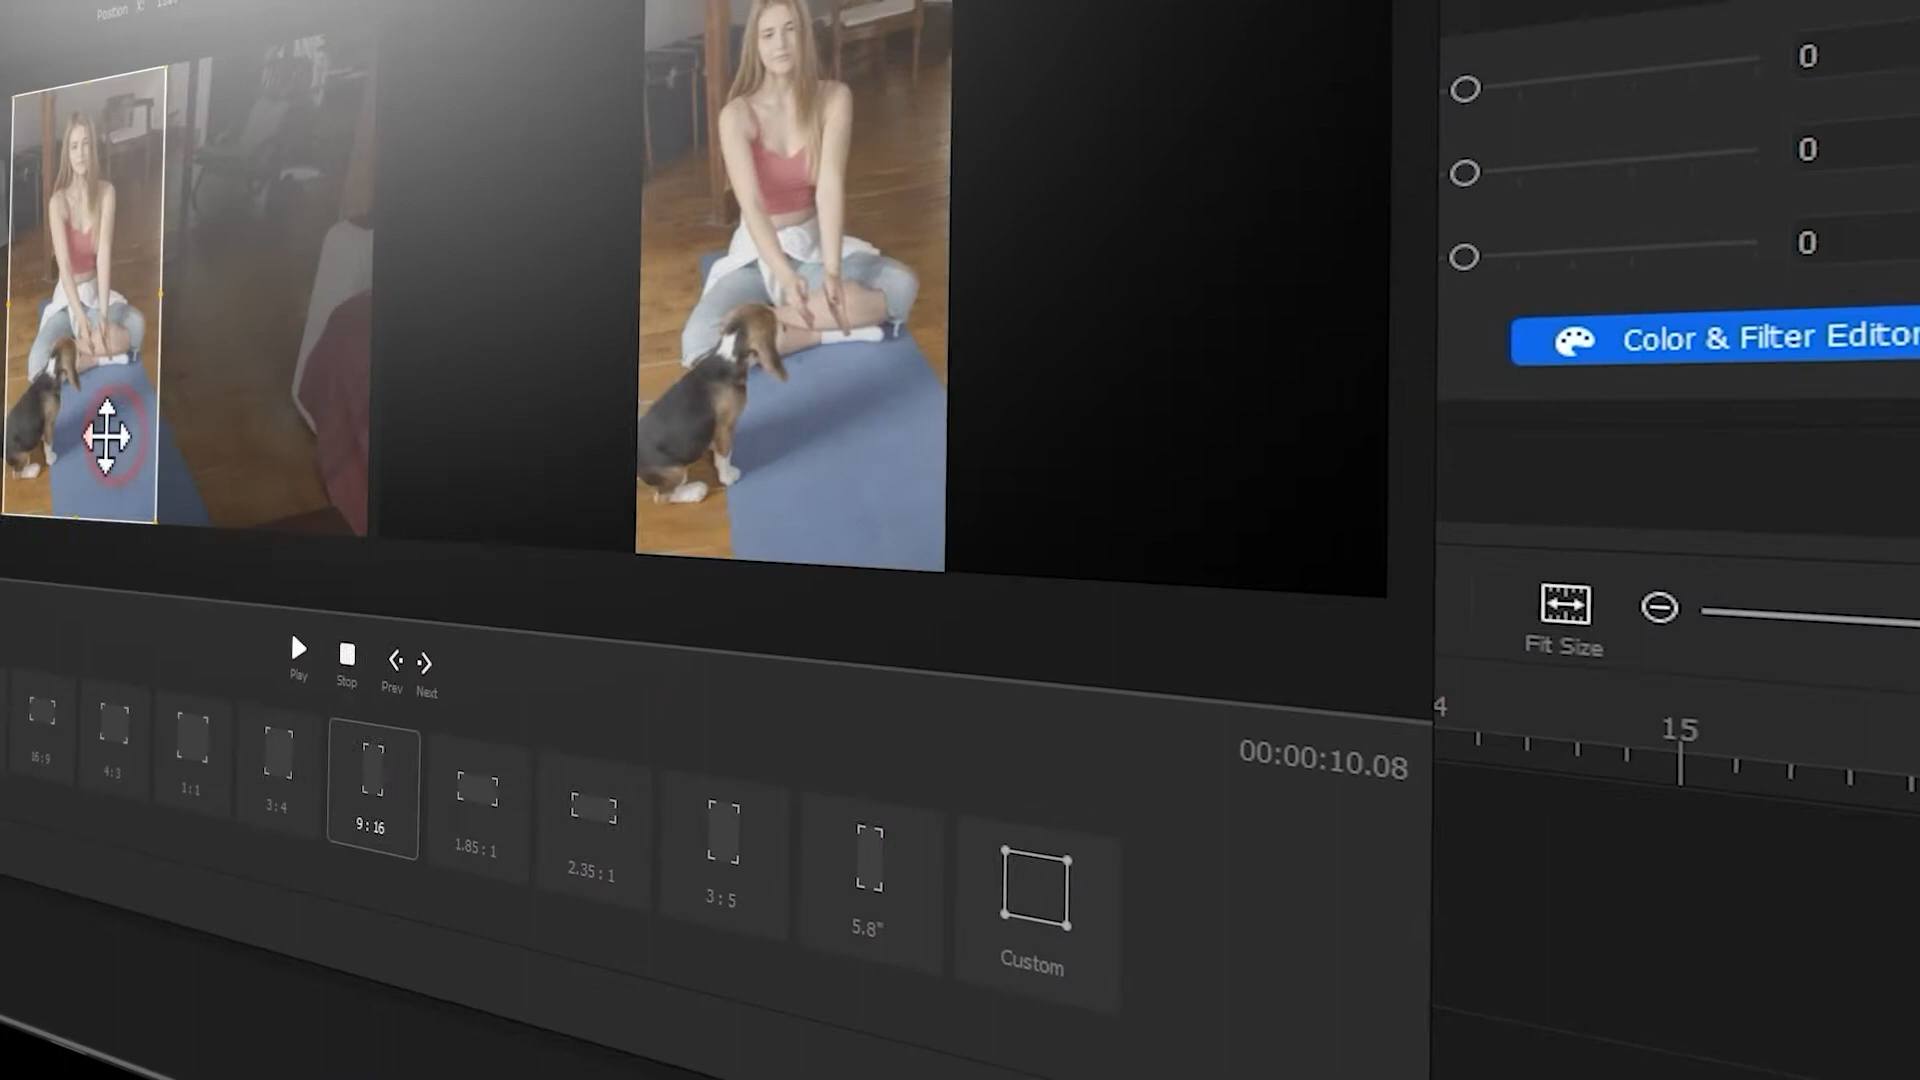 Position X:
0
0
0
Color & Filter Editor
Fit Size
Play
Stop
Prev
Next
4
15
00:00:10.08
16:9
4:3
1:1
3:4
9:16
1.85:1
2.35:1
3:5
5.8"
Custom